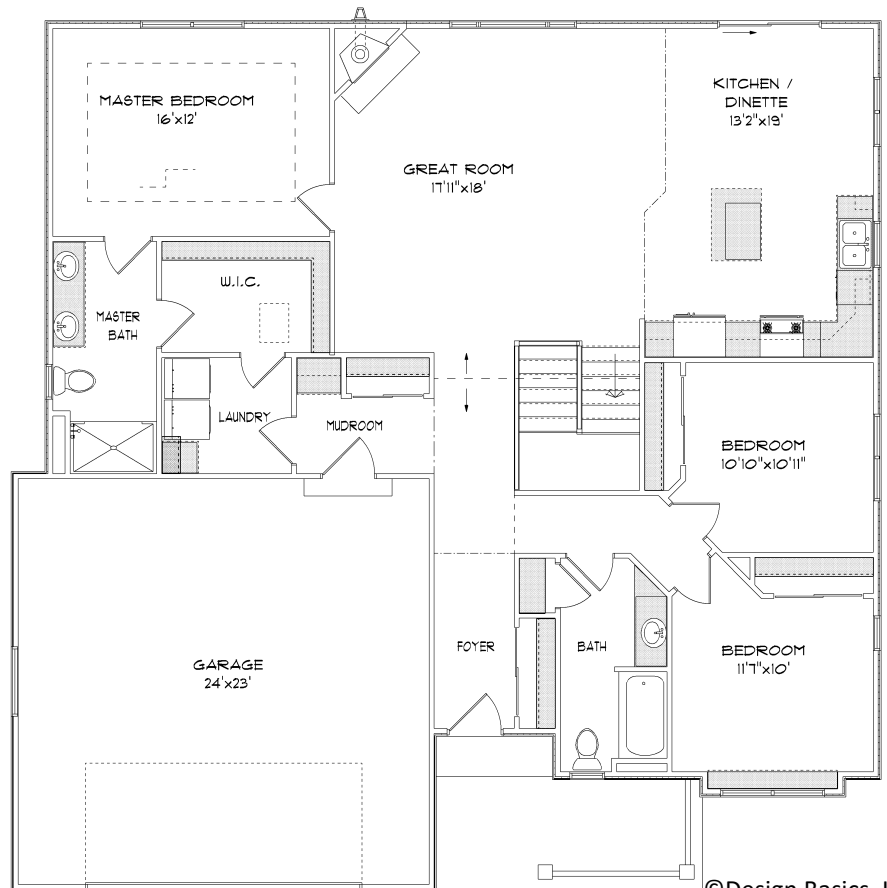 MASTER BEDROOM
16'x12'
KITCHEN /
DINETTE
13'2"x19'
GREAT ROOM
17'11"x18'
W.I.C.
MASTER
BATH
LAUNDRY
MUDROOM
BEDROOM
10'10"x10'11"
GARAGE
24'x23'
FOYER
BATH
BEDROOM
11'7"x10'
©Design Basics